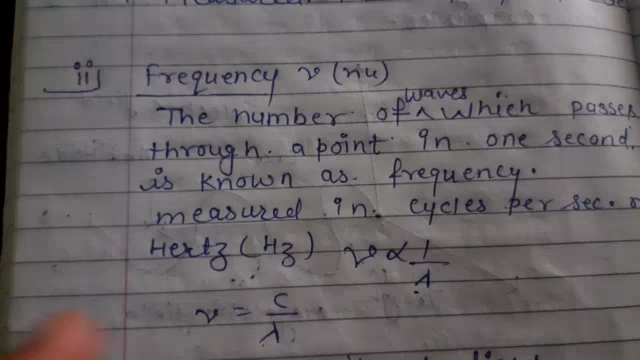 ii) Frequency ν (nu)
The number of ^waves which passes
through a point in one second
is known as frequency.
measured in cycles per sec. or
Hertz (Hz) ν ∝ 1/λ
ν = c/λ